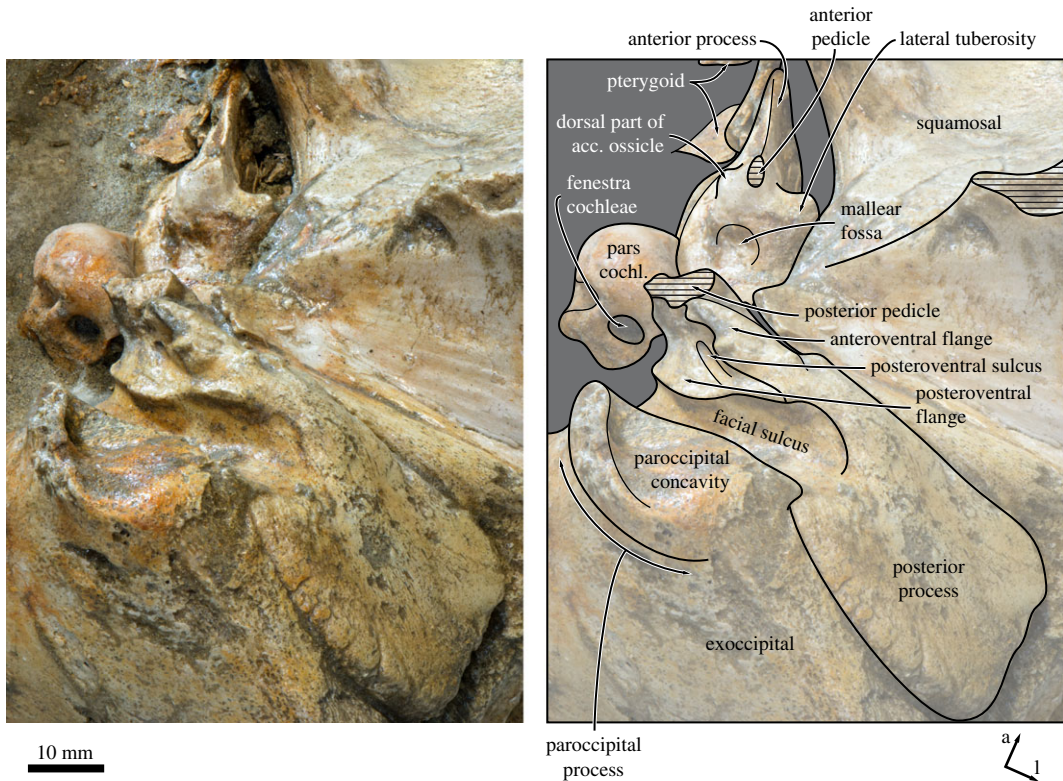 anterior
pedicle
anterior process
lateral tuberosity
pterygoid
squamosal
dorsal part of
acc. ossicle
fenestra
cochleae
mallear
fossa
pars
cochl.
posterior pedicle
anteroventral flange
posteroventral sulcus
posteroventral
flange
facial sulcus
paroccipital
concavity
posterior
process
exoccipital
paroccipital
process
10 mm
a
l